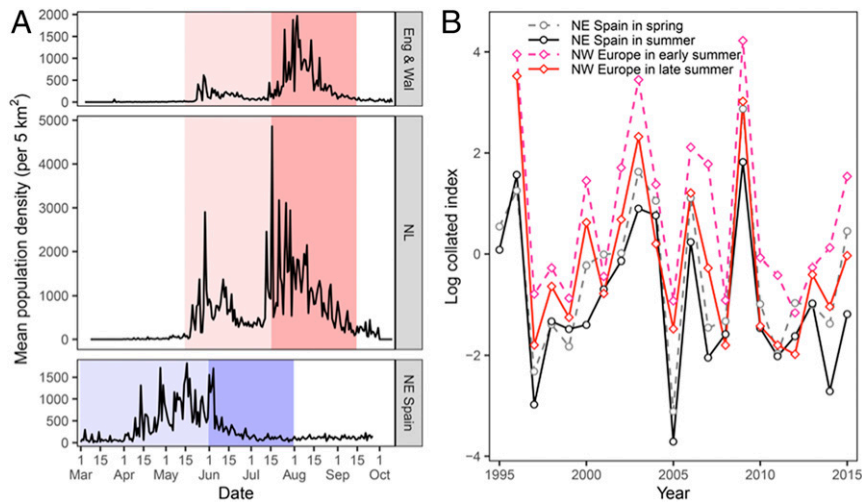 A
Mean population density (per 5 km²)
2000
1500
1000
500
0
Eng & Wal
5000
4000
3000
2000
1000
0
NL
1500
1000
500
0
NE Spain
1 15 1 15 1 15 1 15 1 15 1 15 1 15 1
Mar Apr May Jun Jul Aug Sep Oct
Date
B
NE Spain in spring
NE Spain in summer
NW Europe in early summer
NW Europe in late summer
Log collated index
4
2
0
−2
−4
1995 2000 2005 2010 2015
Year